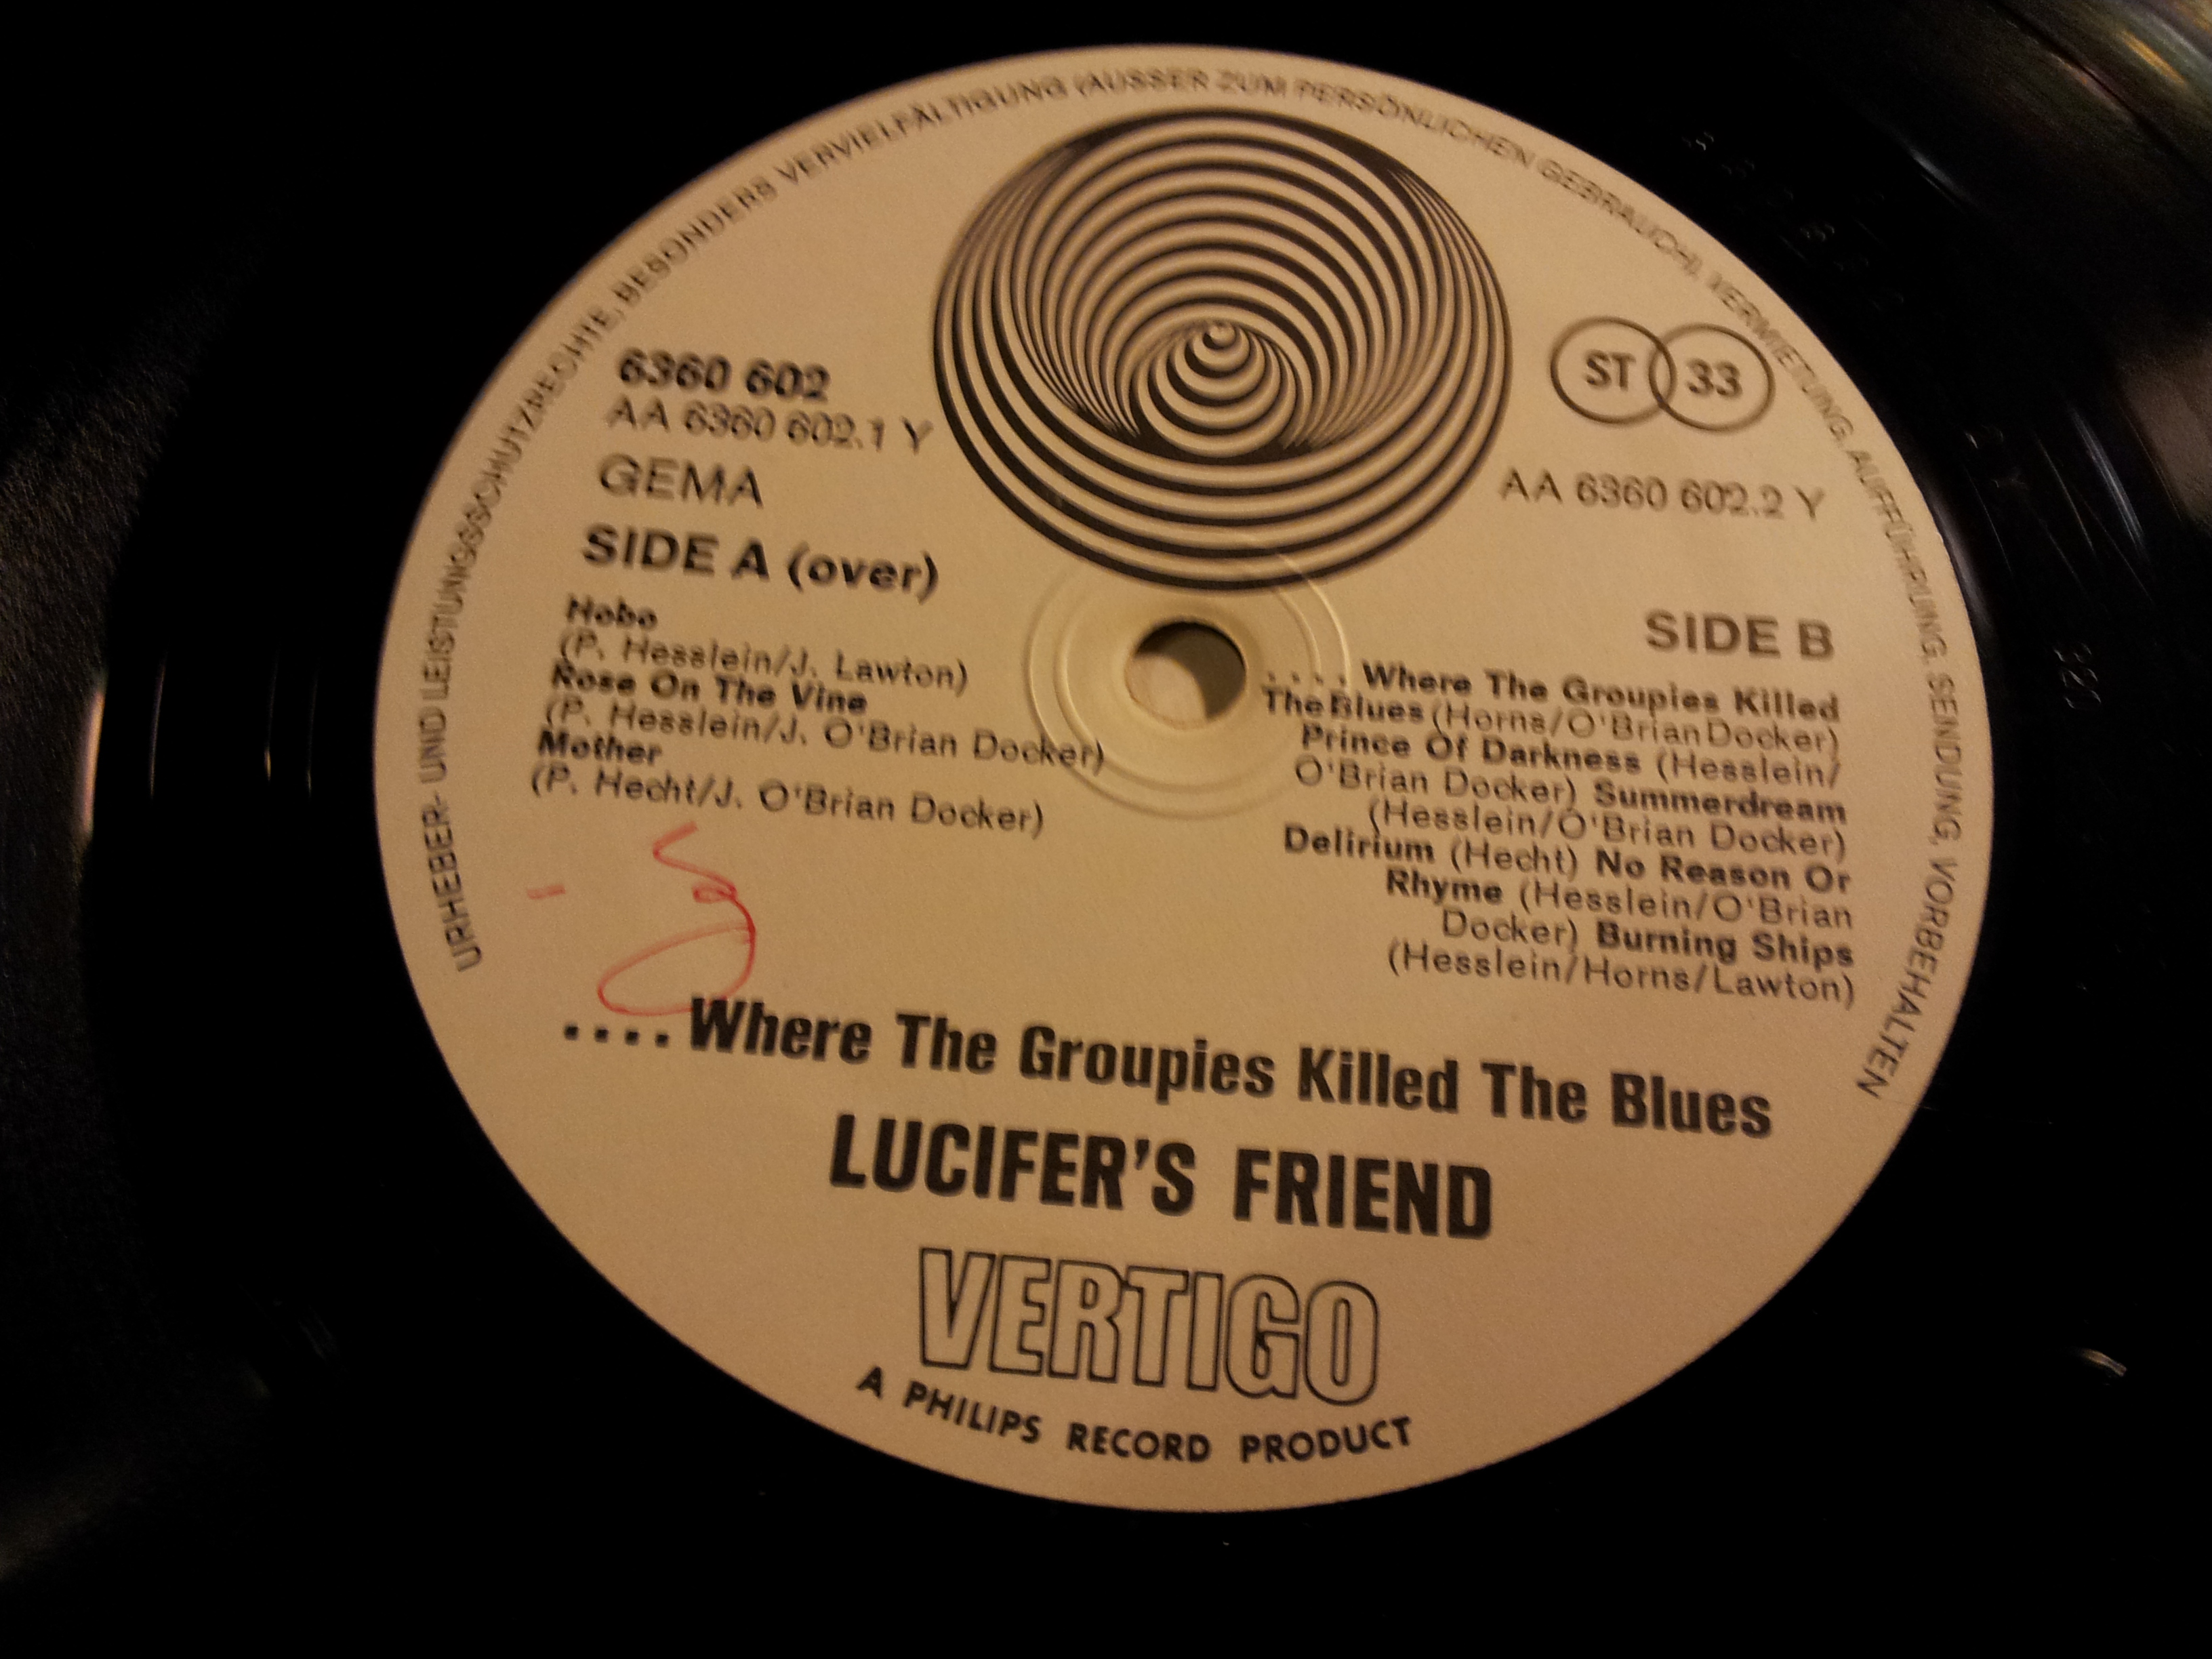 URHEBER- UND LEISTUNGSSCHUTZRECHTE, BESONDERS VERVIELFÄLTIGUNG (AUSSER ZUM PERSÖNLICHEN GEBRAUCH), VERMIETUNG, AUFFÜHRUNG, SENDUNG, VORBEHALTEN
6360 602
AA 6360 602.1 Y
GEMA
SIDE A (over)
Hobo
(P. Hesslein/J. Lawton)
Rose On The Vine
(P. Hesslein/J. O'Brian Docker)
Mother
(P. Hecht/J. O'Brian Docker)
ST 33
AA 6360 602.2 Y
SIDE B
. . . . Where The Groupies Killed
The Blues (Horns/O'Brian Docker)
Prince Of Darkness (Hesslein/
O'Brian Docker) Summerdream
(Hesslein/O'Brian Docker)
Delirium (Hecht) No Reason Or
Rhyme (Hesslein/O'Brian
Docker) Burning Ships
(Hesslein/Horns/Lawton)
. . . . Where The Groupies Killed The Blues
LUCIFER'S FRIEND
VERTIGO
A PHILIPS RECORD PRODUCT